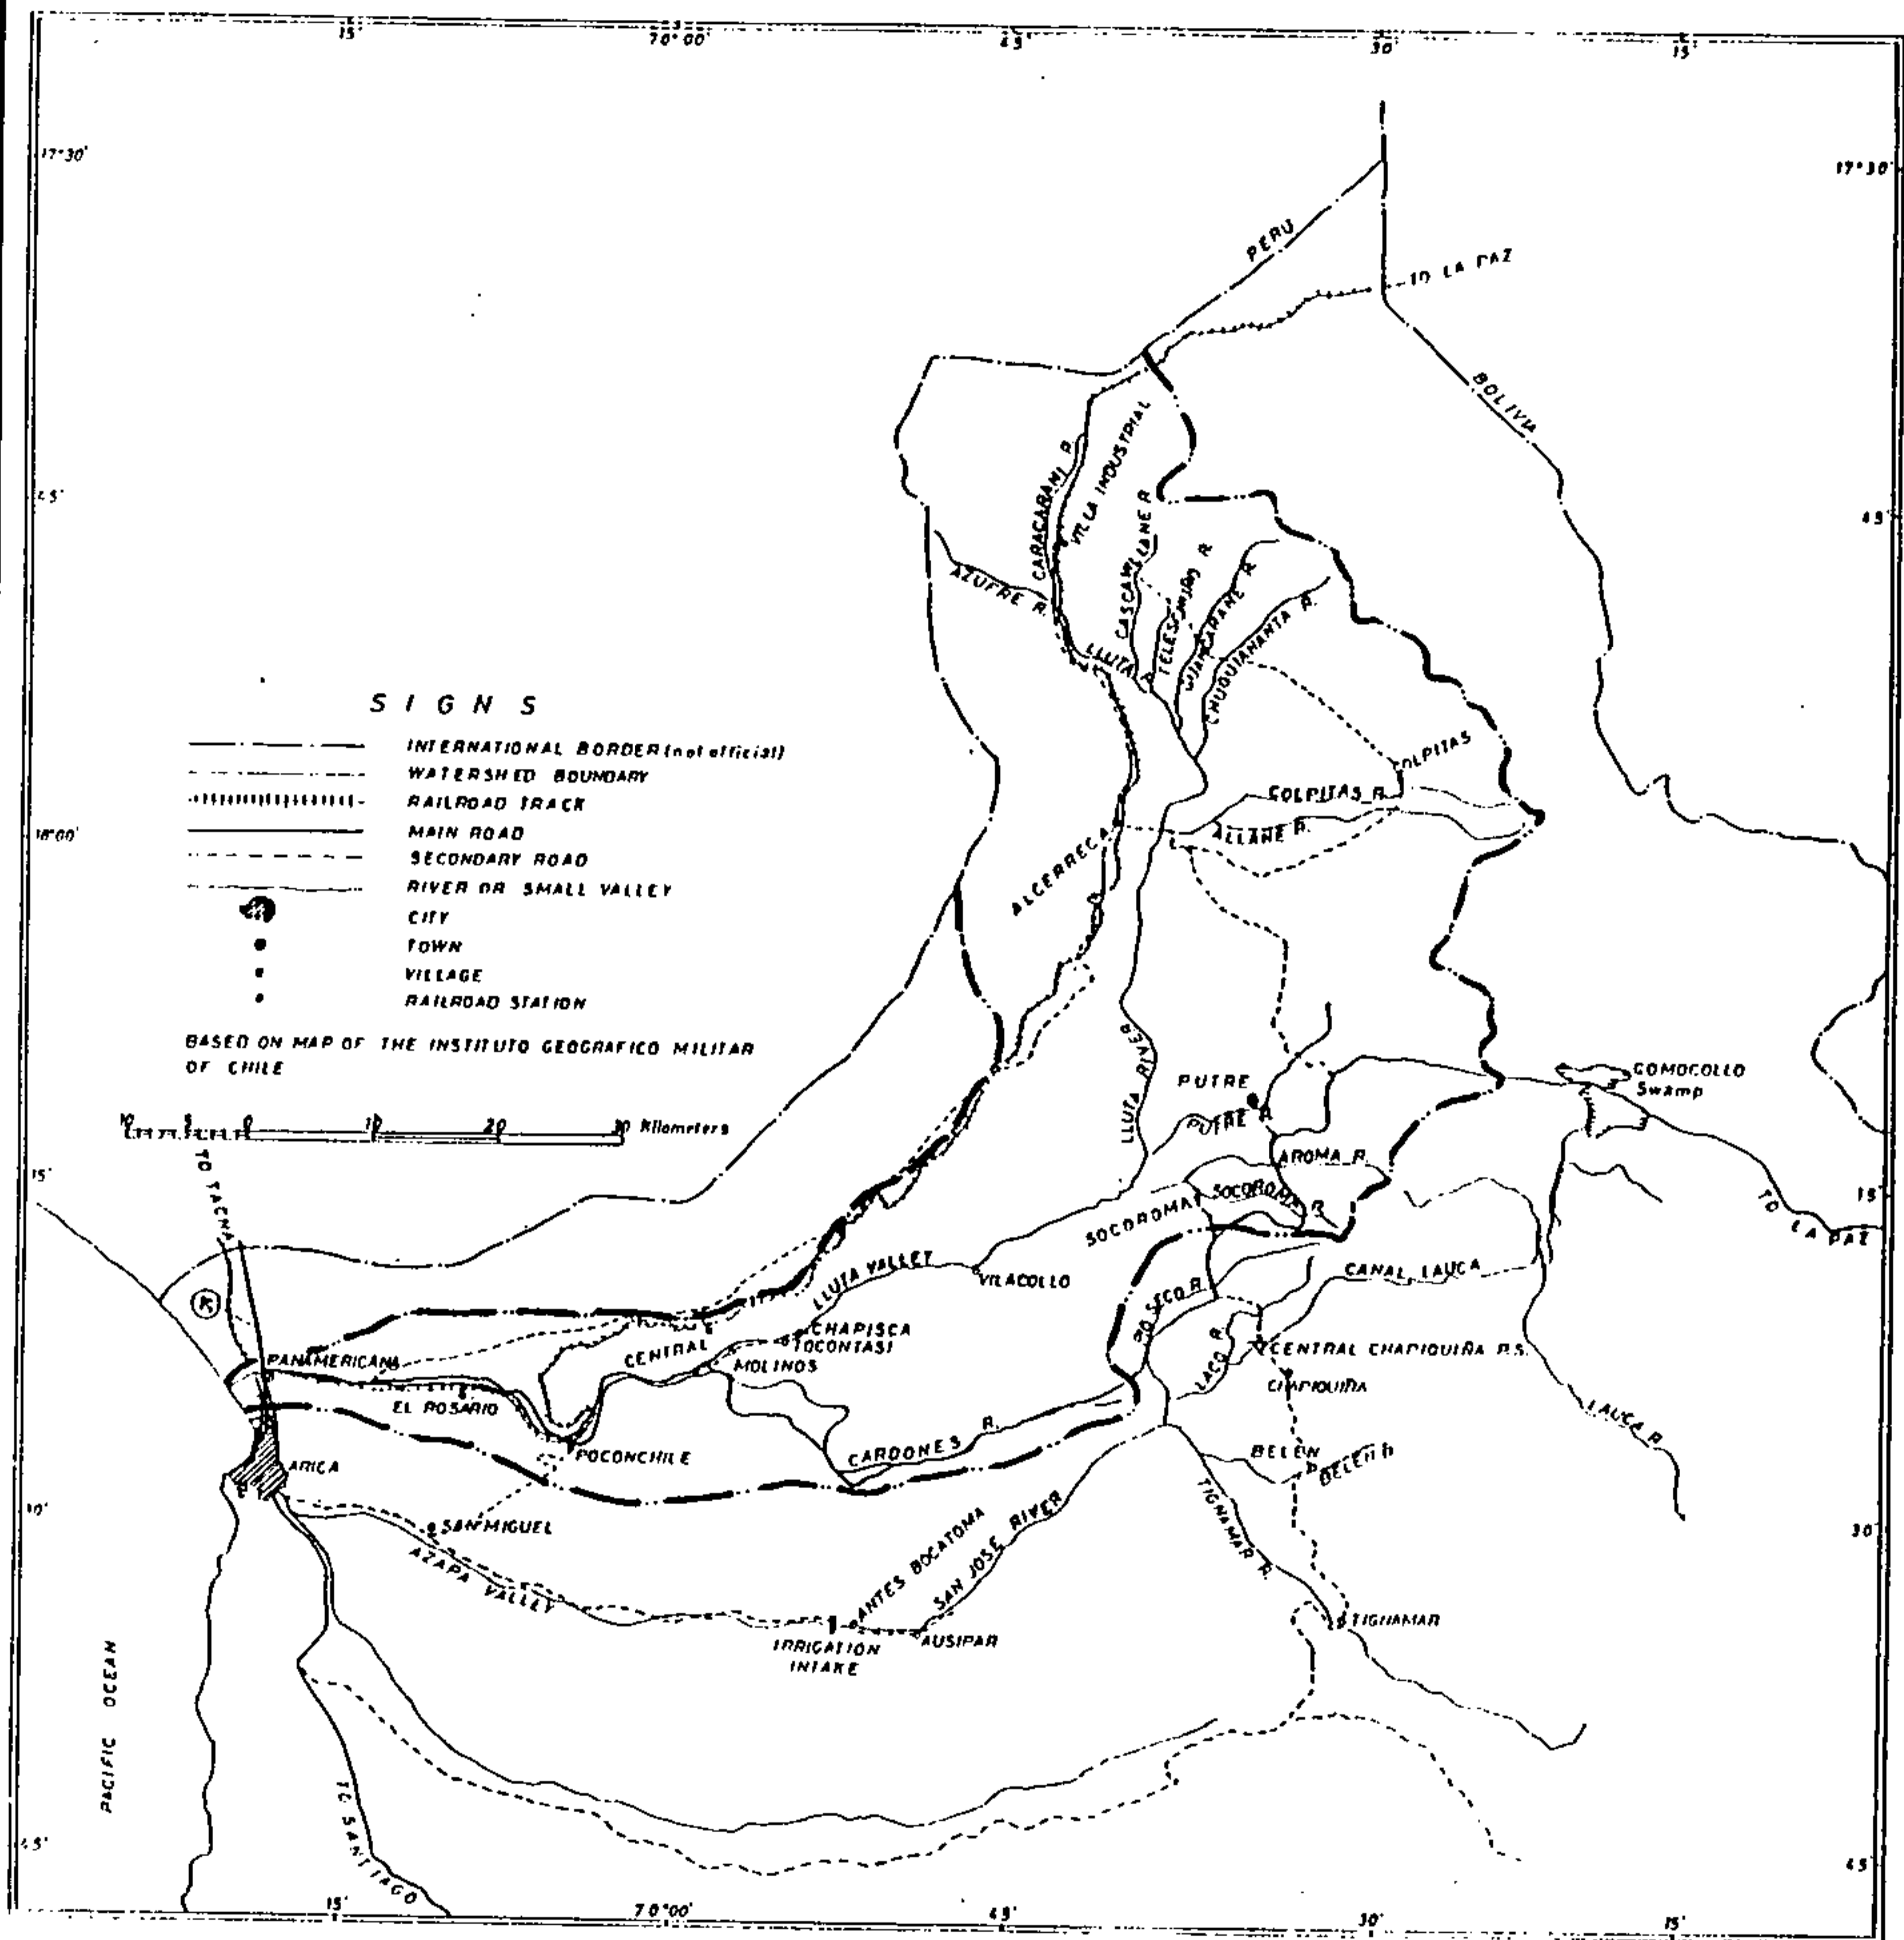 15'
70°00'
45'
30'
15'
17°30'
17°30'
PERU
TO LA PAZ
BOLIVIA
CARACARANI R.
VILLA INDUSTRIAL
45'
45'
AZUFRE R.
CASCAVILLANE R
LLUTA R
GUANCARANE R
CHUQUIANANTA R.
SIGNS
INTERNATIONAL BORDER (not official)
WATERSHED BOUNDARY
RAILROAD TRACK
MAIN ROAD
SECONDARY ROAD
RIVER OR SMALL VALLEY
CITY
TOWN
VILLAGE
RAILROAD STATION
BASED ON MAP OF THE INSTITUTO GEOGRAFICO MILITAR
OF CHILE
10 5 0 10 20 30 Kilometers
COLPITAS
COLPITAS R.
ALLANE R.
18°00'
ALCERRECA
LLUTA RIVER
PUTRE
PUTRE R
GOMOCOLLO
Swamp
AROMA R.
SOCOROMA
SOCOROMA R
15'
15'
TO TACNA
TO LA PAZ
LLUTA VALLEY
VILACOLLO
CANAL LAUCA
SECO R.
LACO R.
CHAPISCA
TOCONTASI
CENTRAL
MOLINOS
CENTRAL CHAPIQUIÑA P.S.
CHAPIQUIÑA
PANAMERICANA
EL ROSARIO
POCONCHILE
CARDONES R.
LAUCA R.
BELEN
BELEN R
ARICA
30'
30'
SAN MIGUEL
AZAPA VALLEY
ANTES BOCATOMA
SAN JOSE RIVER
TIGNAMAR R.
TIGNAMAR
AUSIPAR
IRRIGATION
INTAKE
PACIFIC OCEAN
TO SANTIAGO
45'
45'
15'
70°00'
45'
30'
15'